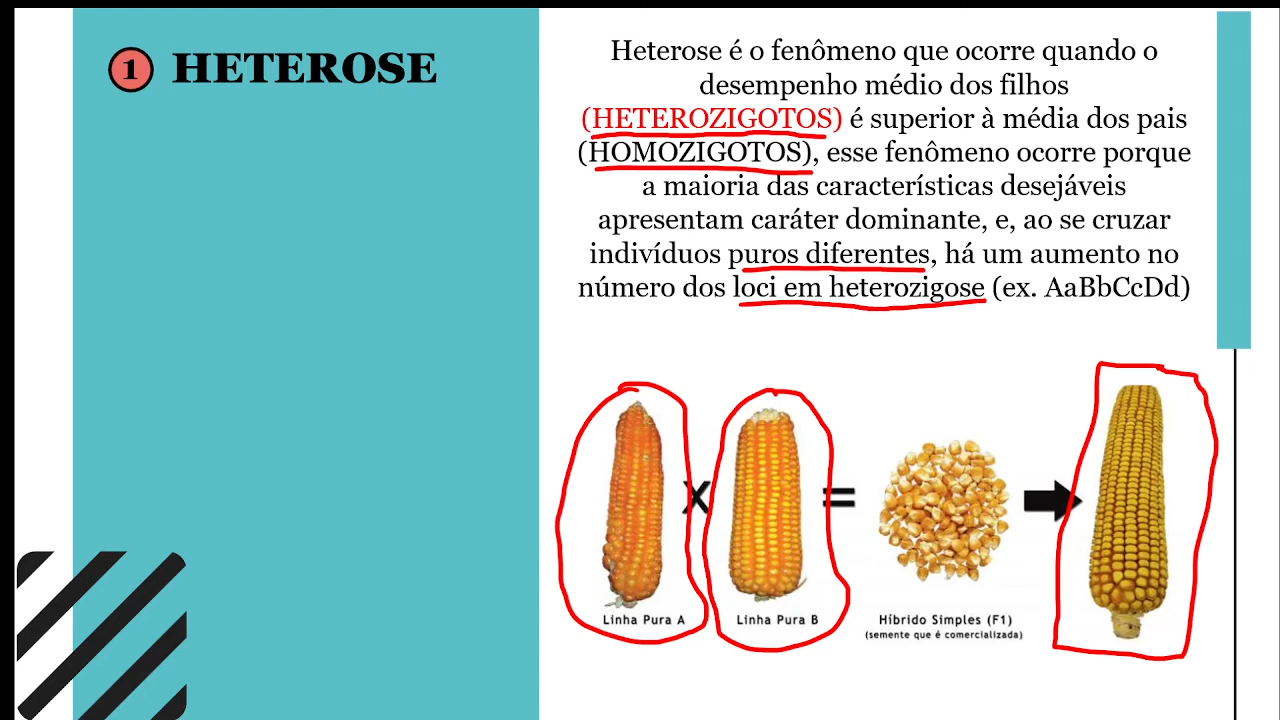 1 HETEROSE
Heterose é o fenômeno que ocorre quando o
desempenho médio dos filhos
(HETEROZIGOTOS) é superior à média dos pais
(HOMOZIGOTOS), esse fenômeno ocorre porque
a maioria das características desejáveis
apresentam caráter dominante, e, ao se cruzar
indivíduos puros diferentes, há um aumento no
número dos loci em heterozigose (ex. AaBbCcDd)
X =
Linha Pura A
Linha Pura B
Híbrido Simples (F1)
(semente que é comercializada)